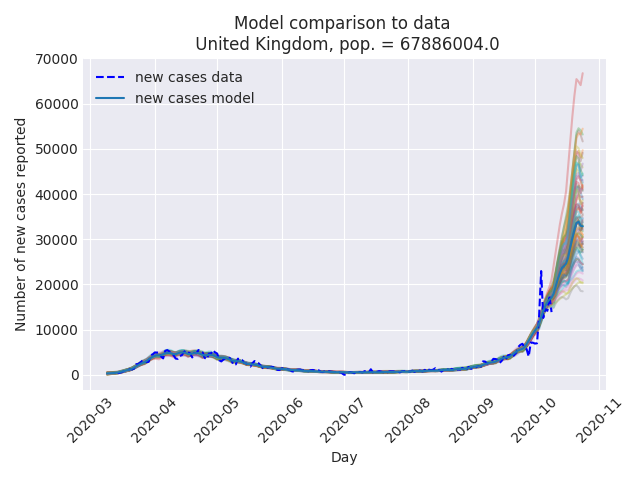 Model comparison to data
United Kingdom, pop. = 67886004.0
new cases data
new cases model
Number of new cases reported
70000
60000
50000
40000
30000
20000
10000
0
2020-03
2020-04
2020-05
2020-06
2020-07
2020-08
2020-09
2020-10
2020-11
Day